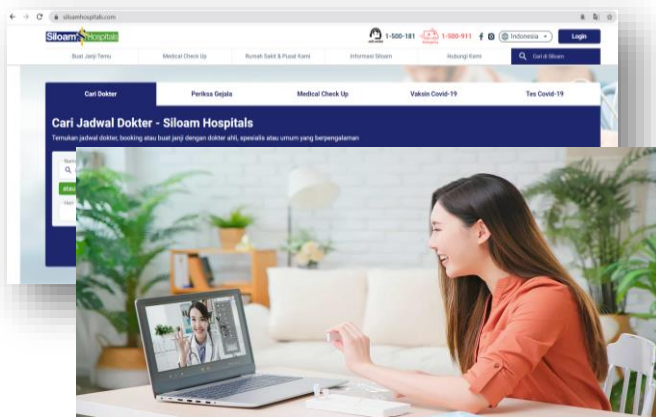 siloamhospitals.com
Siloam Hospitals
1-500-181
1-500-911
Indonesia
Login
Buat Janji Temu
Medical Check Up
Rumah Sakit & Pusat Kami
Informasi Siloam
Hubungi Kami
Cari di Siloam
Cari Dokter
Periksa Gejala
Medical Check Up
Vaksin Covid-19
Tes Covid-19
Cari Jadwal Dokter - Siloam Hospitals
Temukan jadwal dokter, booking atau buat janji dengan dokter ahli, spesialis atau umum yang berpengalaman
atau
Hari